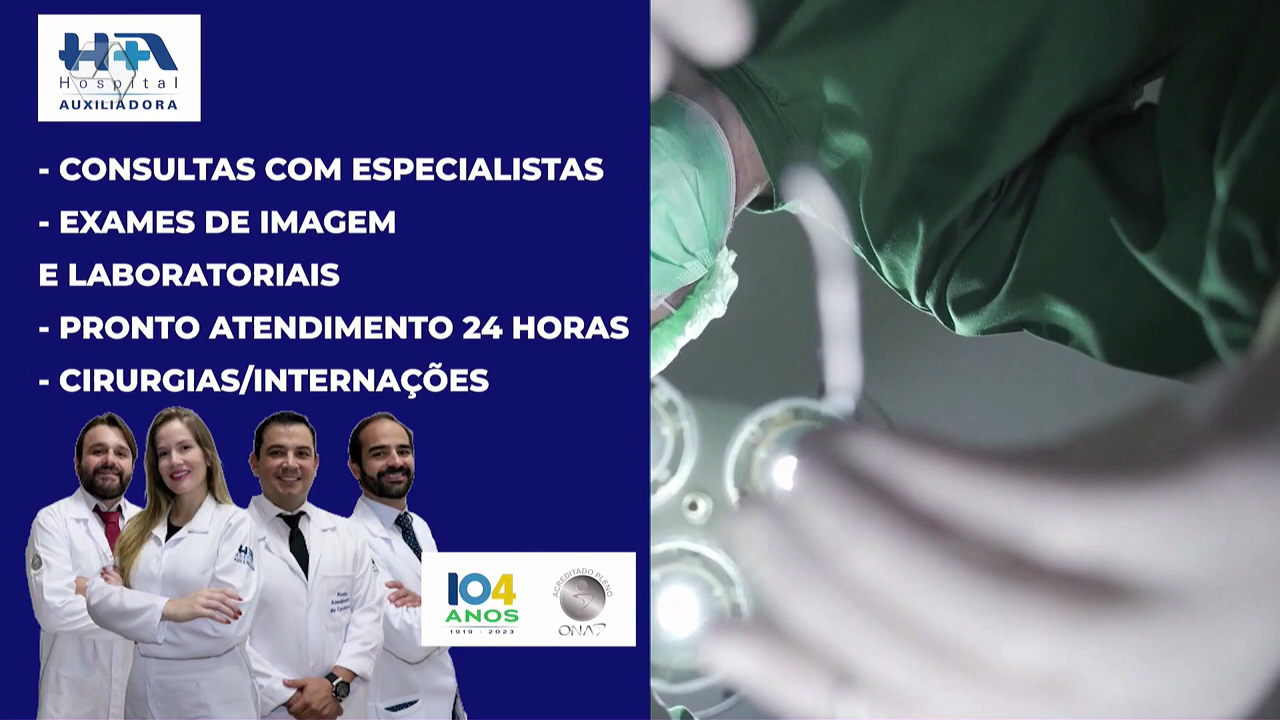 HA
Hospital
AUXILIADORA
- CONSULTAS COM ESPECIALISTAS
- EXAMES DE IMAGEM
E LABORATORIAIS
- PRONTO ATENDIMENTO 24 HORAS
- CIRURGIAS/INTERNAÇÕES
104
ANOS
1919 - 2023
ACREDITADO PLENO
ONA